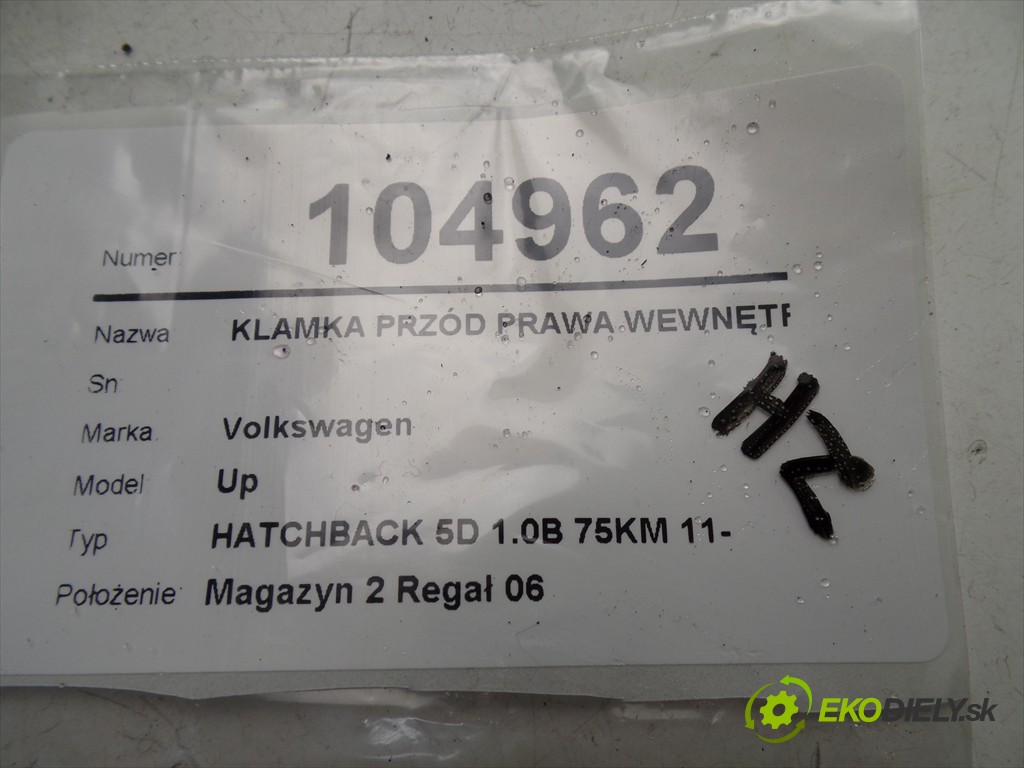 Numer: 104962
Nazwa KLAMKA PRZÓD PRAWA WEWNĘTR
Sn:
Marka Volkswagen
Model Up
Typ HATCHBACK 5D 1.0B 75KM 11-
Położenie: Magazyn 2 Regał 06
EKODIELY.sk